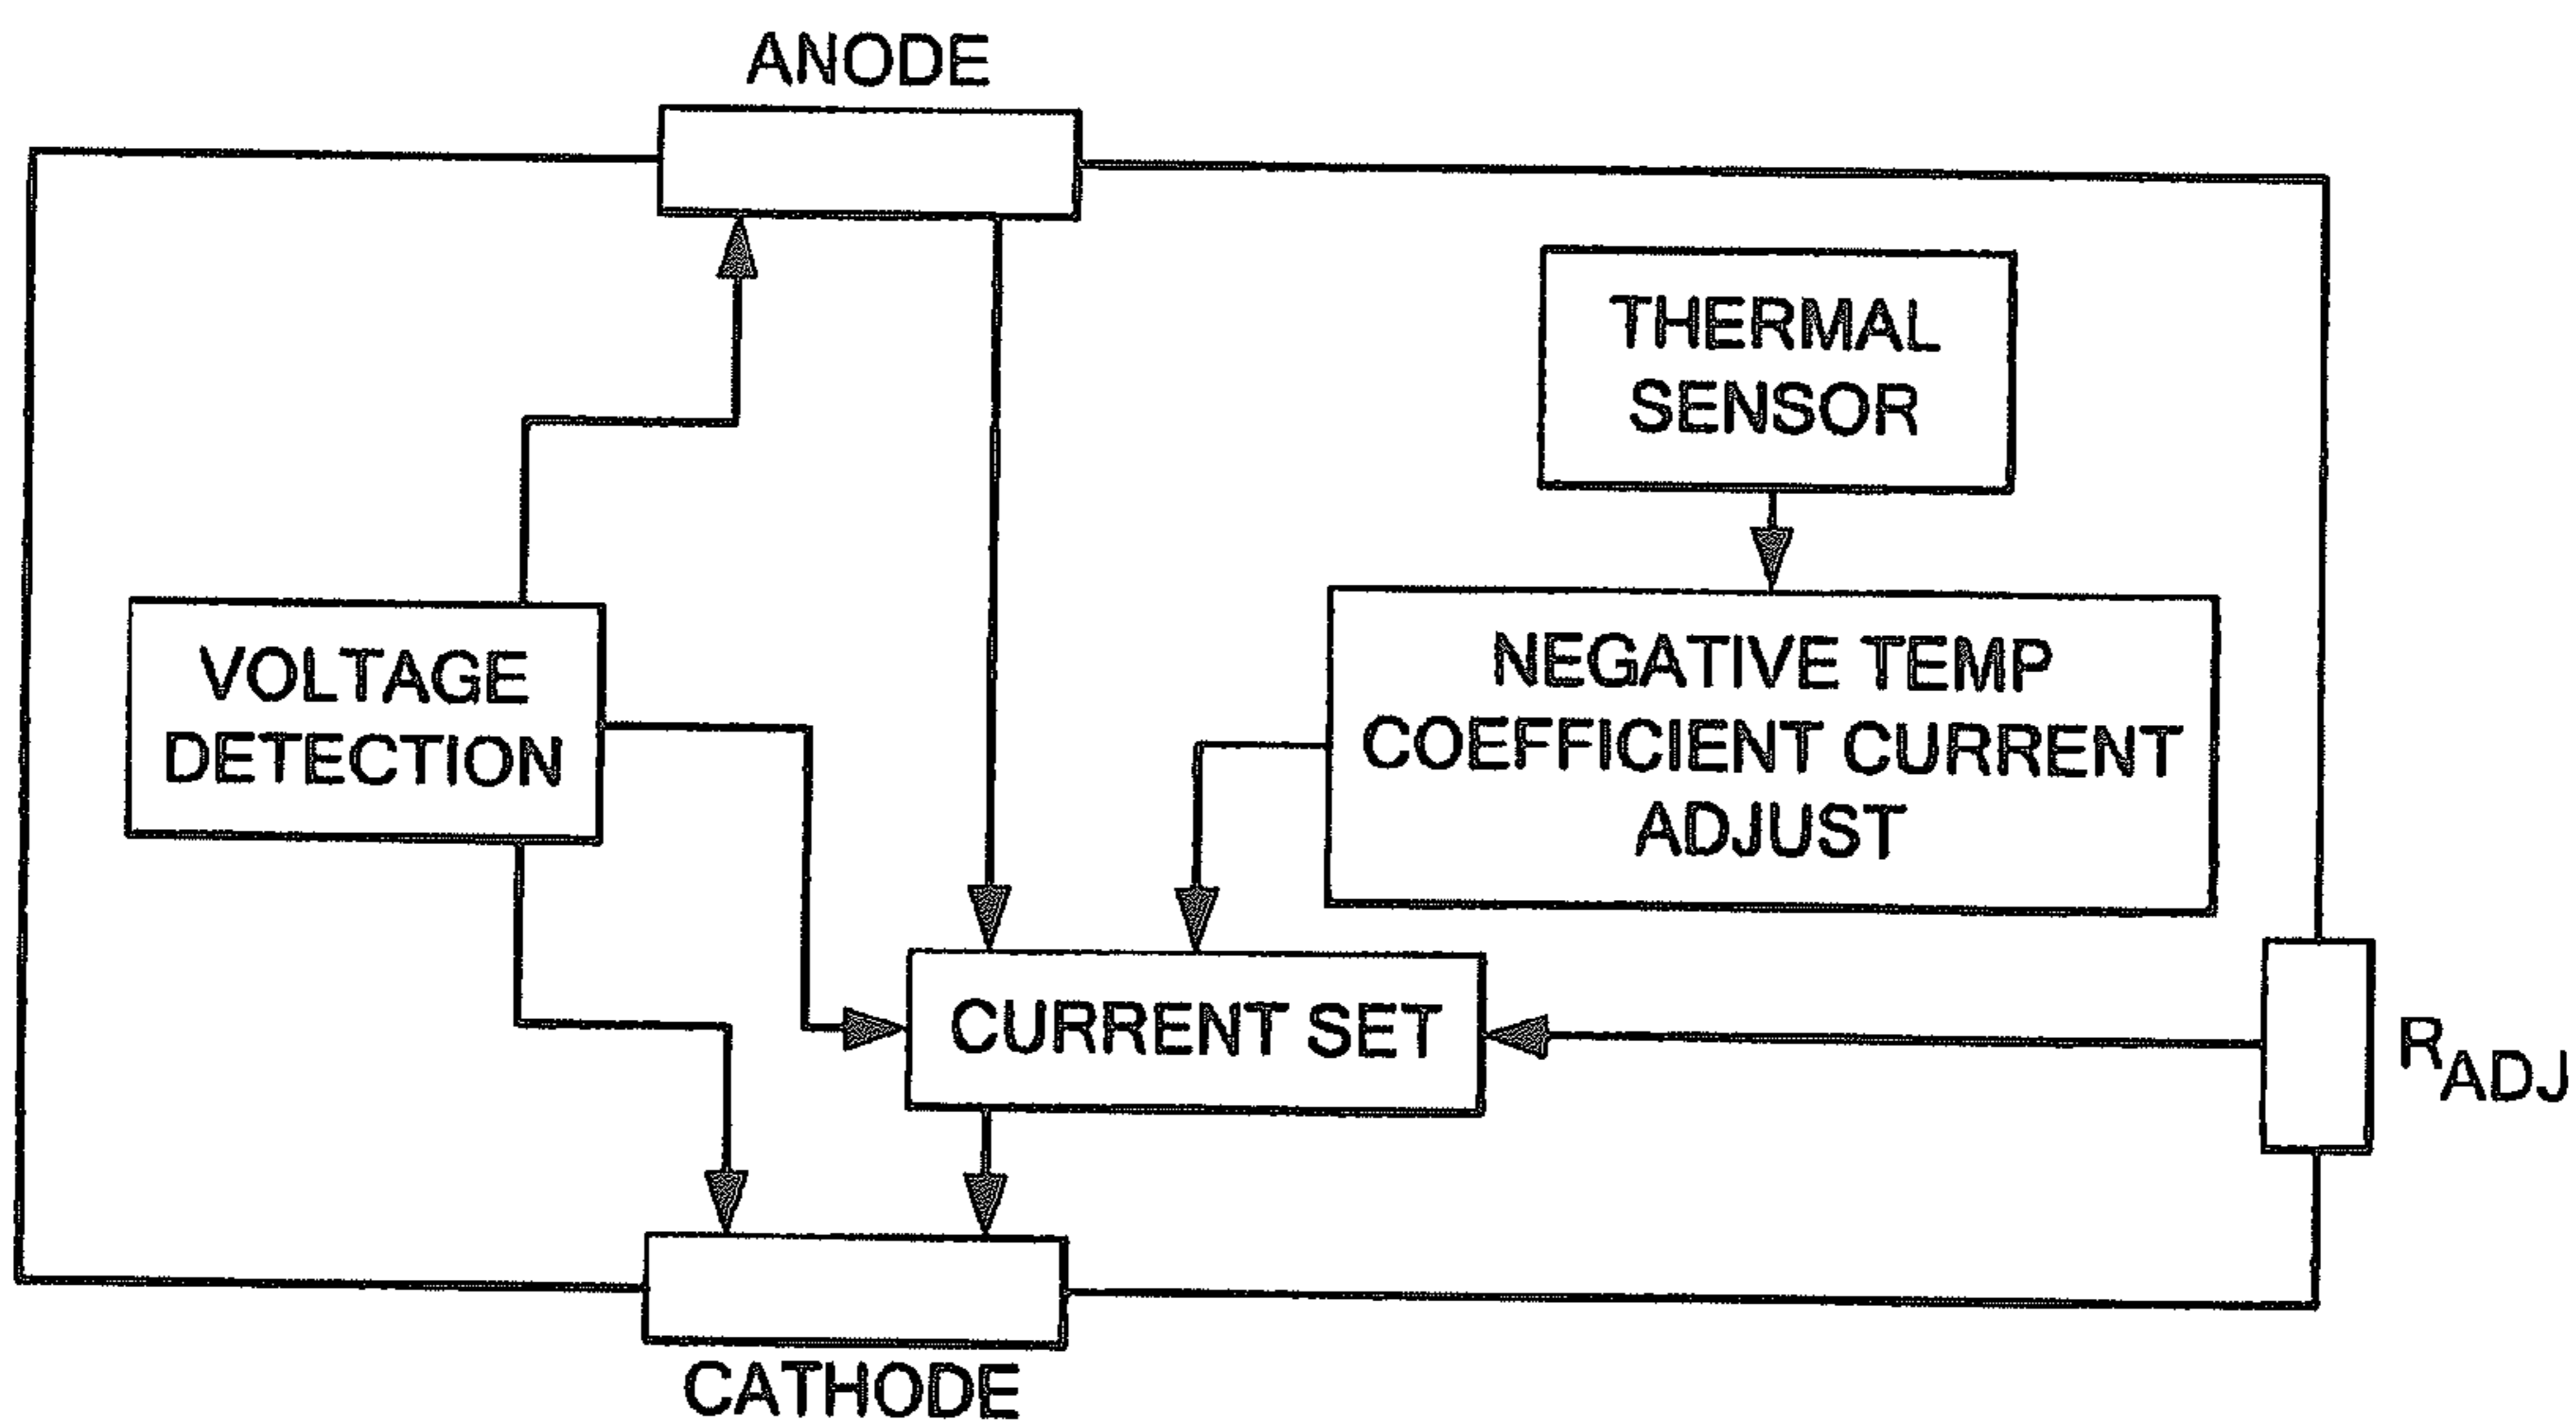 ANODE
THERMAL
SENSOR
VOLTAGE
DETECTION
NEGATIVE TEMP
COEFFICIENT CURRENT
ADJUST
CURRENT SET
RADJ
CATHODE